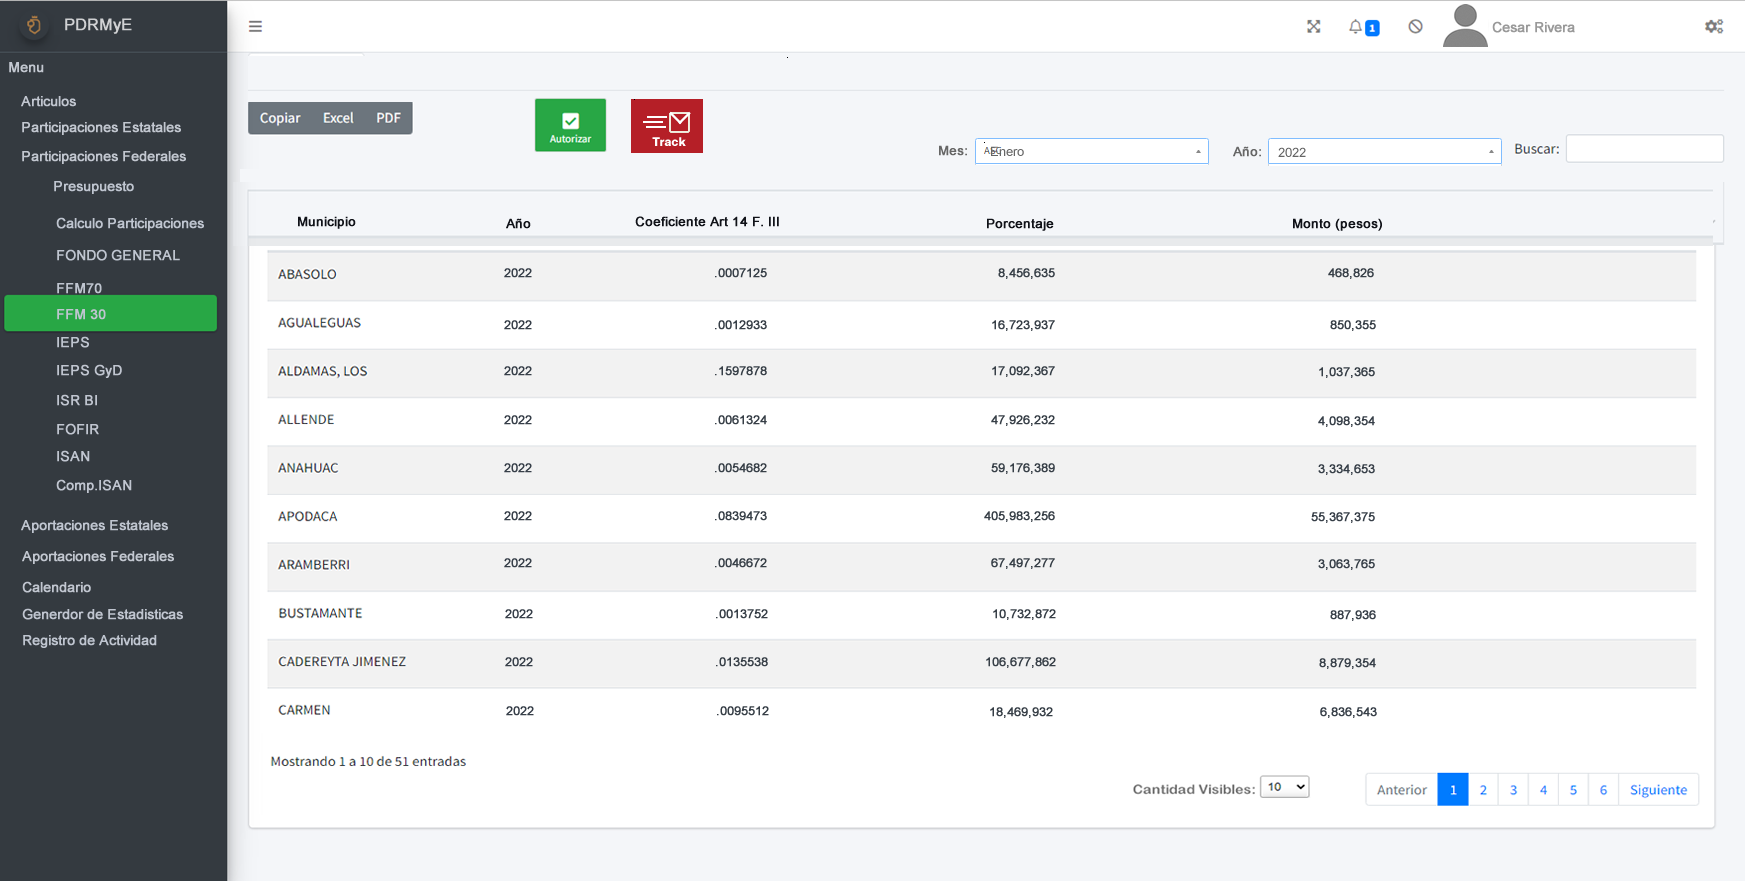 PDRMyE
1
Cesar Rivera
Menu
Articulos
Participaciones Estatales
Participaciones Federales
Presupuesto
Calculo Participaciones
FONDO GENERAL
FFM70
FFM 30
IEPS
IEPS GyD
ISR BI
FOFIR
ISAN
Comp.ISAN
Aportaciones Estatales
Aportaciones Federales
Calendario
Generdor de Estadisticas
Registro de Actividad
Copiar Excel PDF
Autorizar
Track
Mes: Enero Año: 2022 Buscar:
Municipio Año Coeficiente Art 14 F. III Porcentaje Monto (pesos)
ABASOLO 2022 .0007125 8,456,635 468,826
AGUALEGUAS 2022 .0012933 16,723,937 850,355
ALDAMAS, LOS 2022 .1597878 17,092,367 1,037,365
ALLENDE 2022 .0061324 47,926,232 4,098,354
ANAHUAC 2022 .0054682 59,176,389 3,334,653
APODACA 2022 .0839473 405,983,256 55,367,375
ARAMBERRI 2022 .0046672 67,497,277 3,063,765
BUSTAMANTE 2022 .0013752 10,732,872 887,936
CADEREYTA JIMENEZ 2022 .0135538 106,677,862 8,879,354
CARMEN 2022 .0095512 18,469,932 6,836,543
Mostrando 1 a 10 de 51 entradas
Cantidad Visibles: 10
Anterior 1 2 3 4 5 6 Siguiente